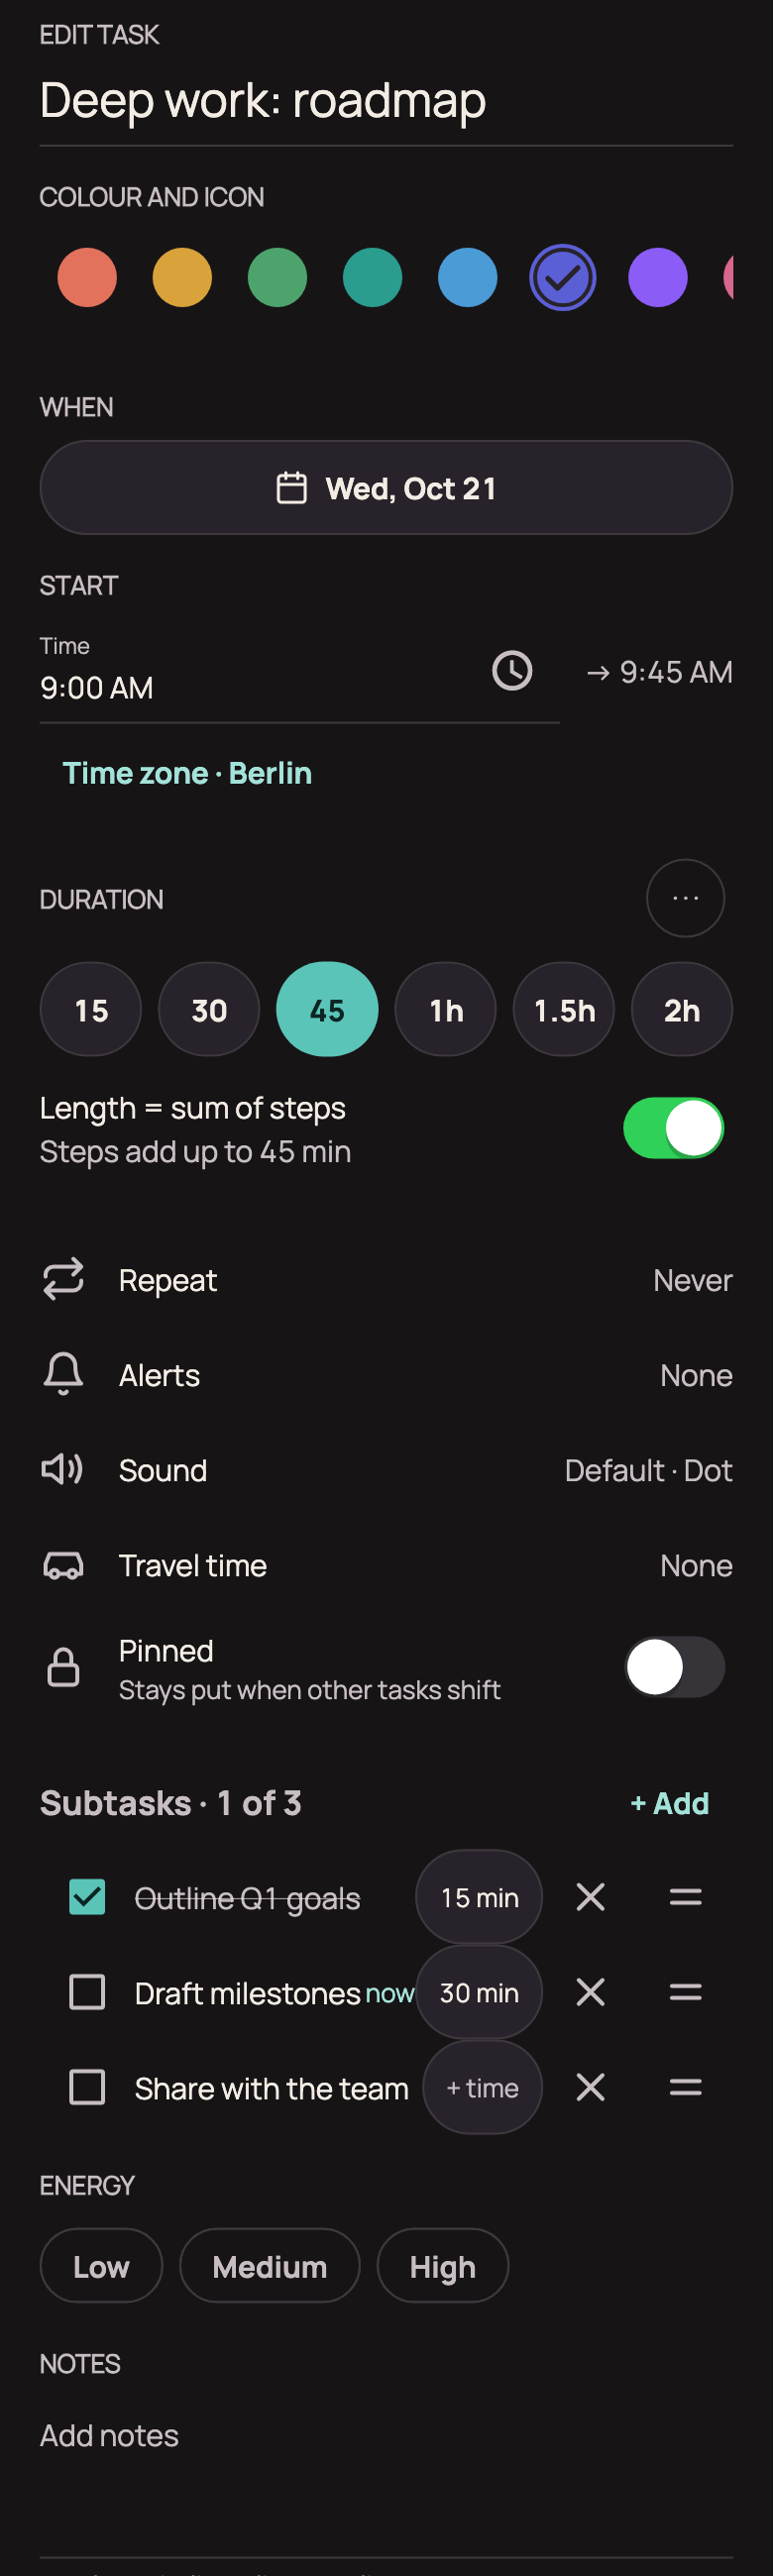 EDIT TASK
Deep work: roadmap
COLOUR AND ICON
WHEN
Wed, Oct 21
START
Time
9:00 AM
→ 9:45 AM
Time zone · Berlin
DURATION
···
15 30 45 1h 1.5h 2h
Length = sum of steps
Steps add up to 45 min
Repeat Never
Alerts None
Sound Default · Dot
Travel time None
Pinned
Stays put when other tasks shift
Subtasks · 1 of 3 + Add
Outline Q1 goals 15 min
Draft milestones now 30 min
Share with the team + time
ENERGY
Low Medium High
NOTES
Add notes